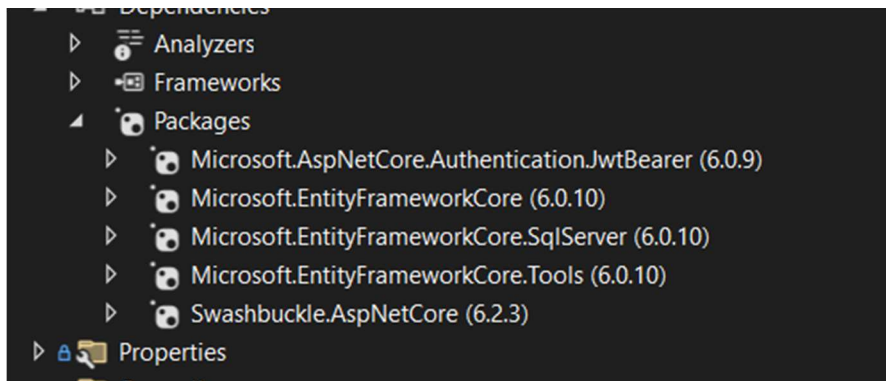 Dependencies
Analyzers
Frameworks
Packages
Microsoft.AspNetCore.Authentication.JwtBearer (6.0.9)
Microsoft.EntityFrameworkCore (6.0.10)
Microsoft.EntityFrameworkCore.SqlServer (6.0.10)
Microsoft.EntityFrameworkCore.Tools (6.0.10)
Swashbuckle.AspNetCore (6.2.3)
Properties